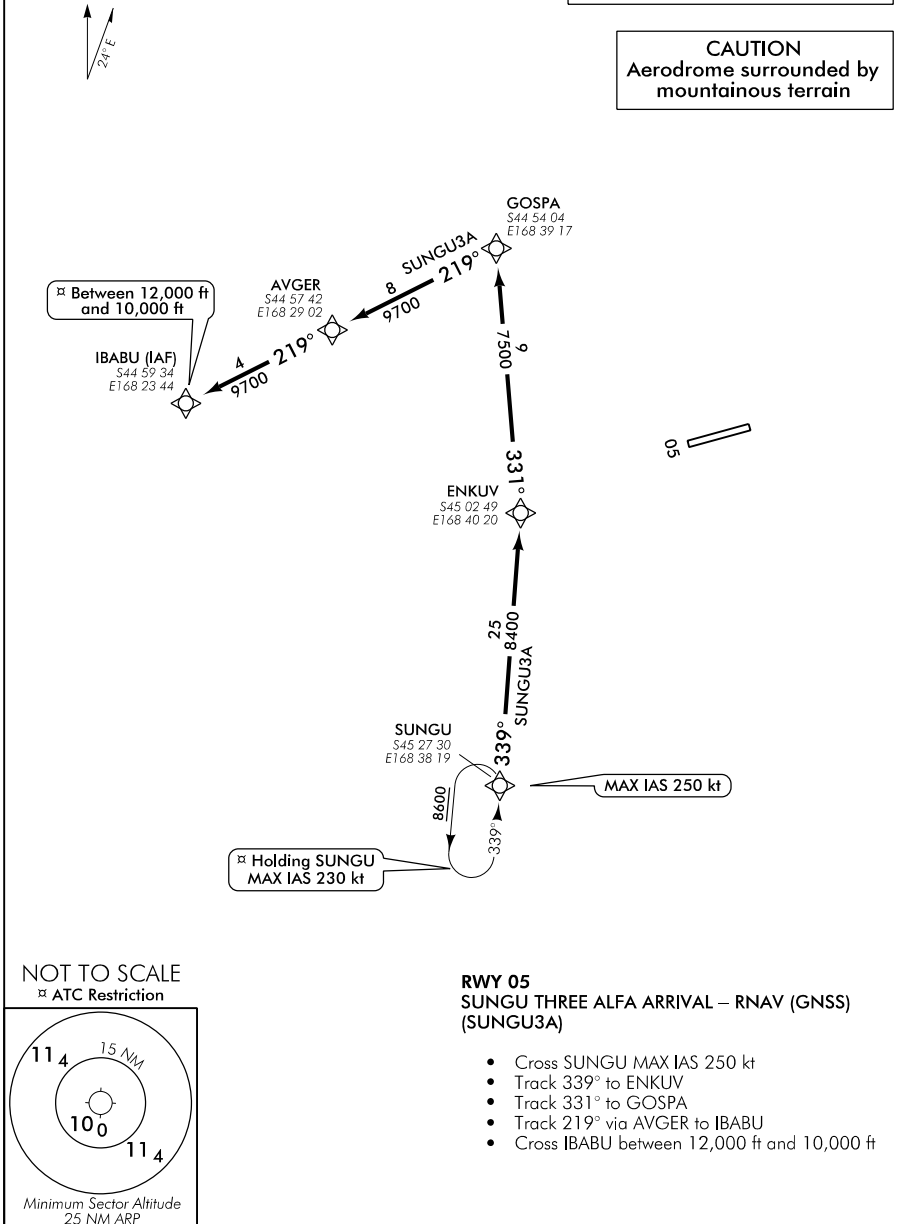 24° E
CAUTION
Aerodrome surrounded by
mountainous terrain
GOSPA
S44 54 04
E168 39 17
SUNGU3A
8
219°
9700
AVGER
S44 57 42
E168 29 02
¤ Between 12,000 ft
and 10,000 ft
4
219°
9700
IBABU (IAF)
S44 59 34
E168 23 44
9
7500
331°
05
ENKUV
S45 02 49
E168 40 20
25
8400
SUNGU3A
339°
SUNGU
S45 27 30
E168 38 19
MAX IAS 250 kt
8600
339°
¤ Holding SUNGU
MAX IAS 230 kt
NOT TO SCALE
¤ ATC Restriction
11 4
15 NM
10 0
11 4
Minimum Sector Altitude
25 NM ARP
RWY 05
SUNGU THREE ALFA ARRIVAL – RNAV (GNSS)
(SUNGU3A)
• Cross SUNGU MAX IAS 250 kt
• Track 339° to ENKUV
• Track 331° to GOSPA
• Track 219° via AVGER to IBABU
• Cross IBABU between 12,000 ft and 10,000 ft